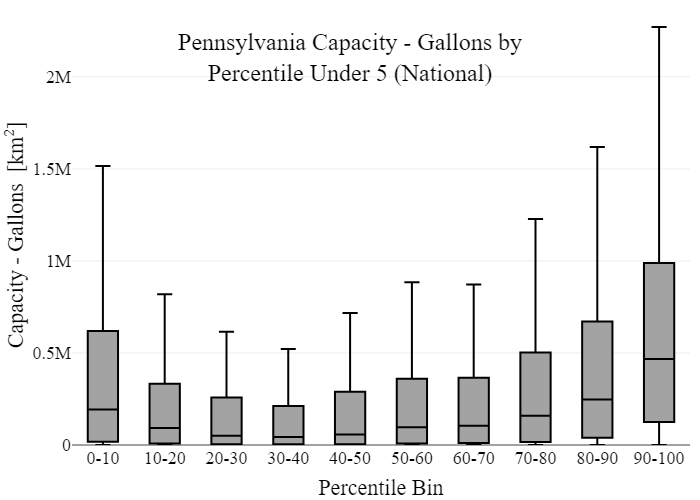 Pennsylvania Capacity - Gallons by
Percentile Under 5 (National)
Capacity - Gallons [km²]
2M
1.5M
1M
0.5M
0
0-10 10-20 20-30 30-40 40-50 50-60 60-70 70-80 80-90 90-100
Percentile Bin